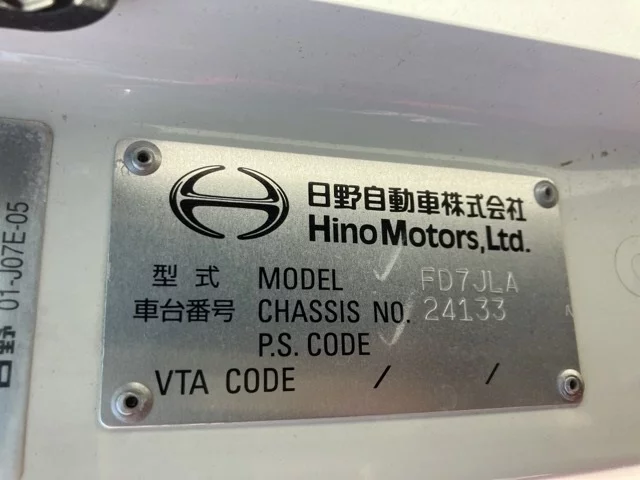 日野自動車株式会社
Hino Motors, Ltd.
型式 MODEL FD7JLA
車台番号 CHASSIS NO. 24133
P.S. CODE
VTA CODE / /
01-J07E-05